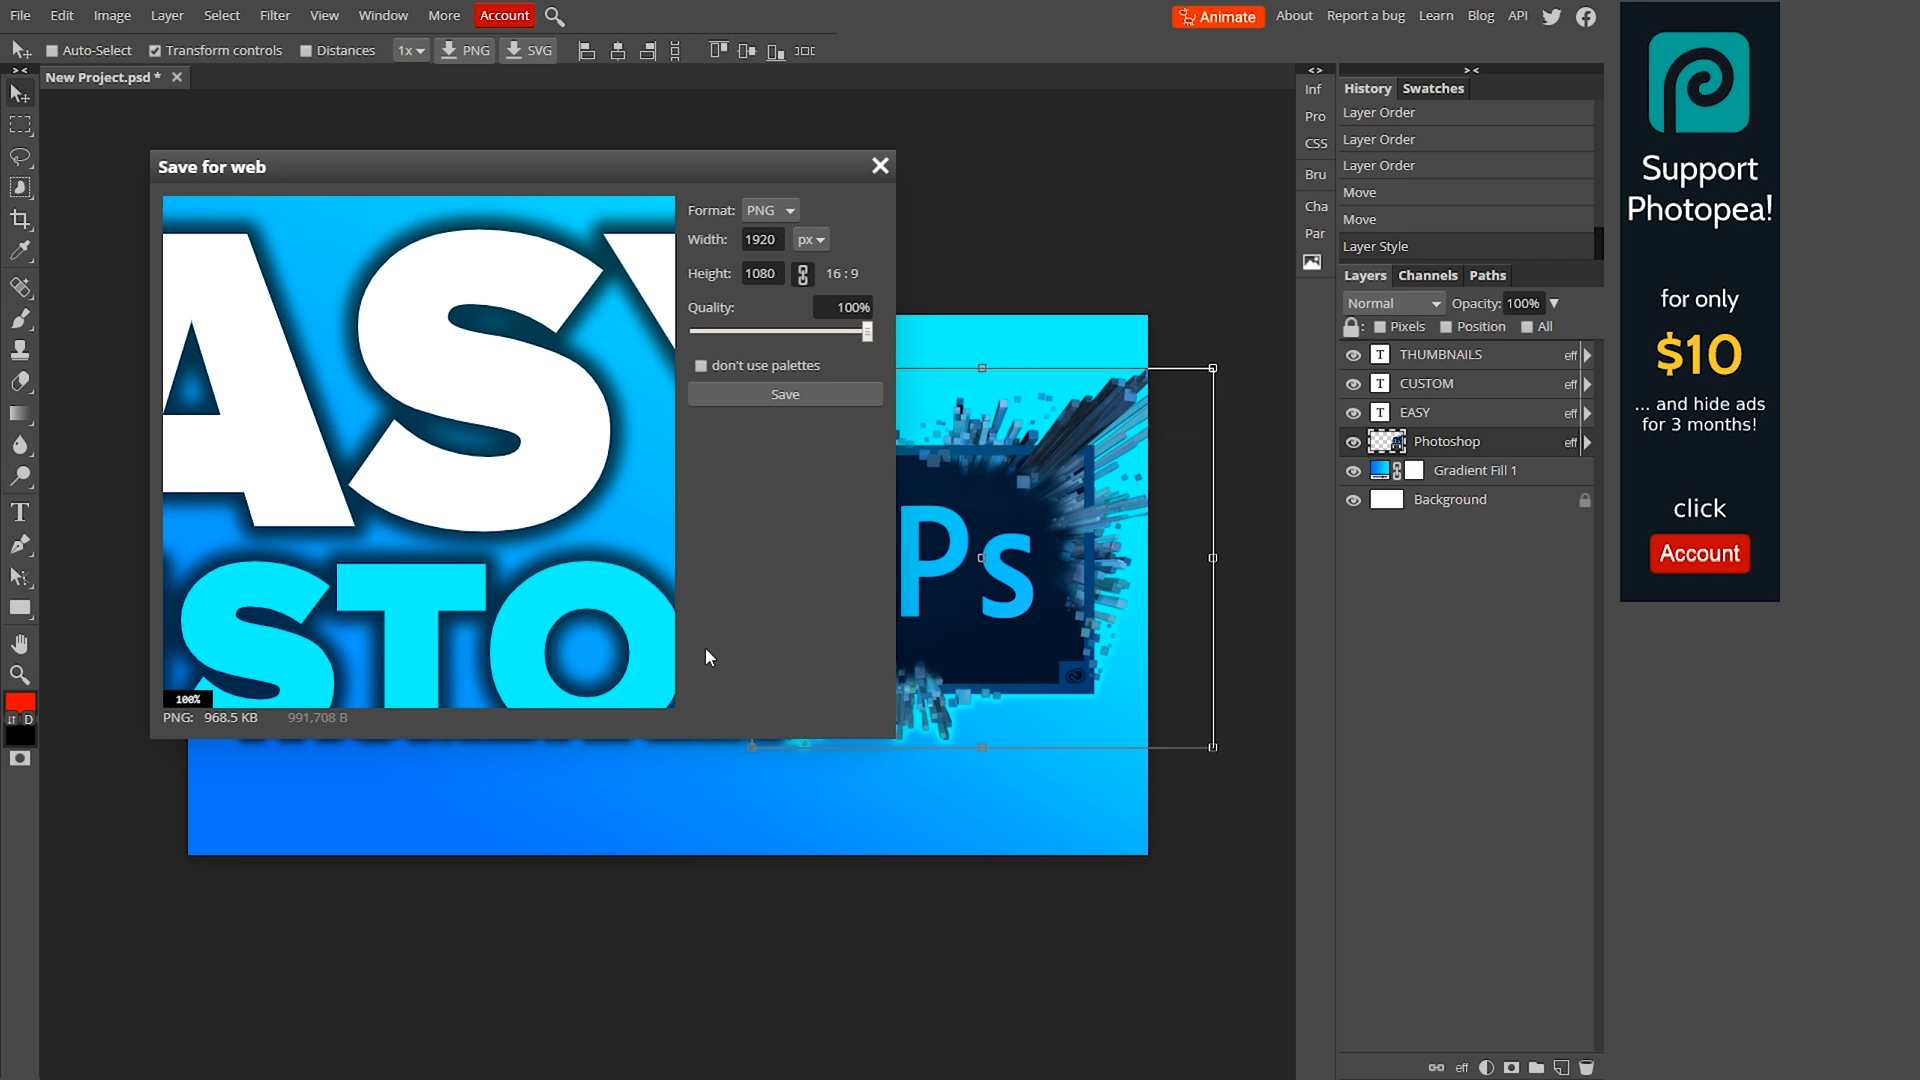 File Edit Image Layer Select Filter View Window More Account
Animate About Report a bug Learn Blog API
Auto-Select Transform controls Distances 1x PNG SVG
New Project.psd *
Save for web
Format: PNG
Width: 1920 px
Height: 1080 16 : 9
Quality: 100%
don't use palettes
Save
ASY
STO
100%
PNG: 968.5 KB 991,708 B
Ps
T
D
Inf
Pro
CSS
Bru
Cha
Par
History Swatches
Layer Order
Layer Order
Layer Order
Move
Move
Layer Style
Layers Channels Paths
Normal Opacity: 100%
: Pixels Position All
T THUMBNAILS eff
T CUSTOM eff
T EASY eff
Photoshop eff
Gradient Fill 1
Background
eff
Support
Photopea!
for only
$10
... and hide ads
for 3 months!
click
Account